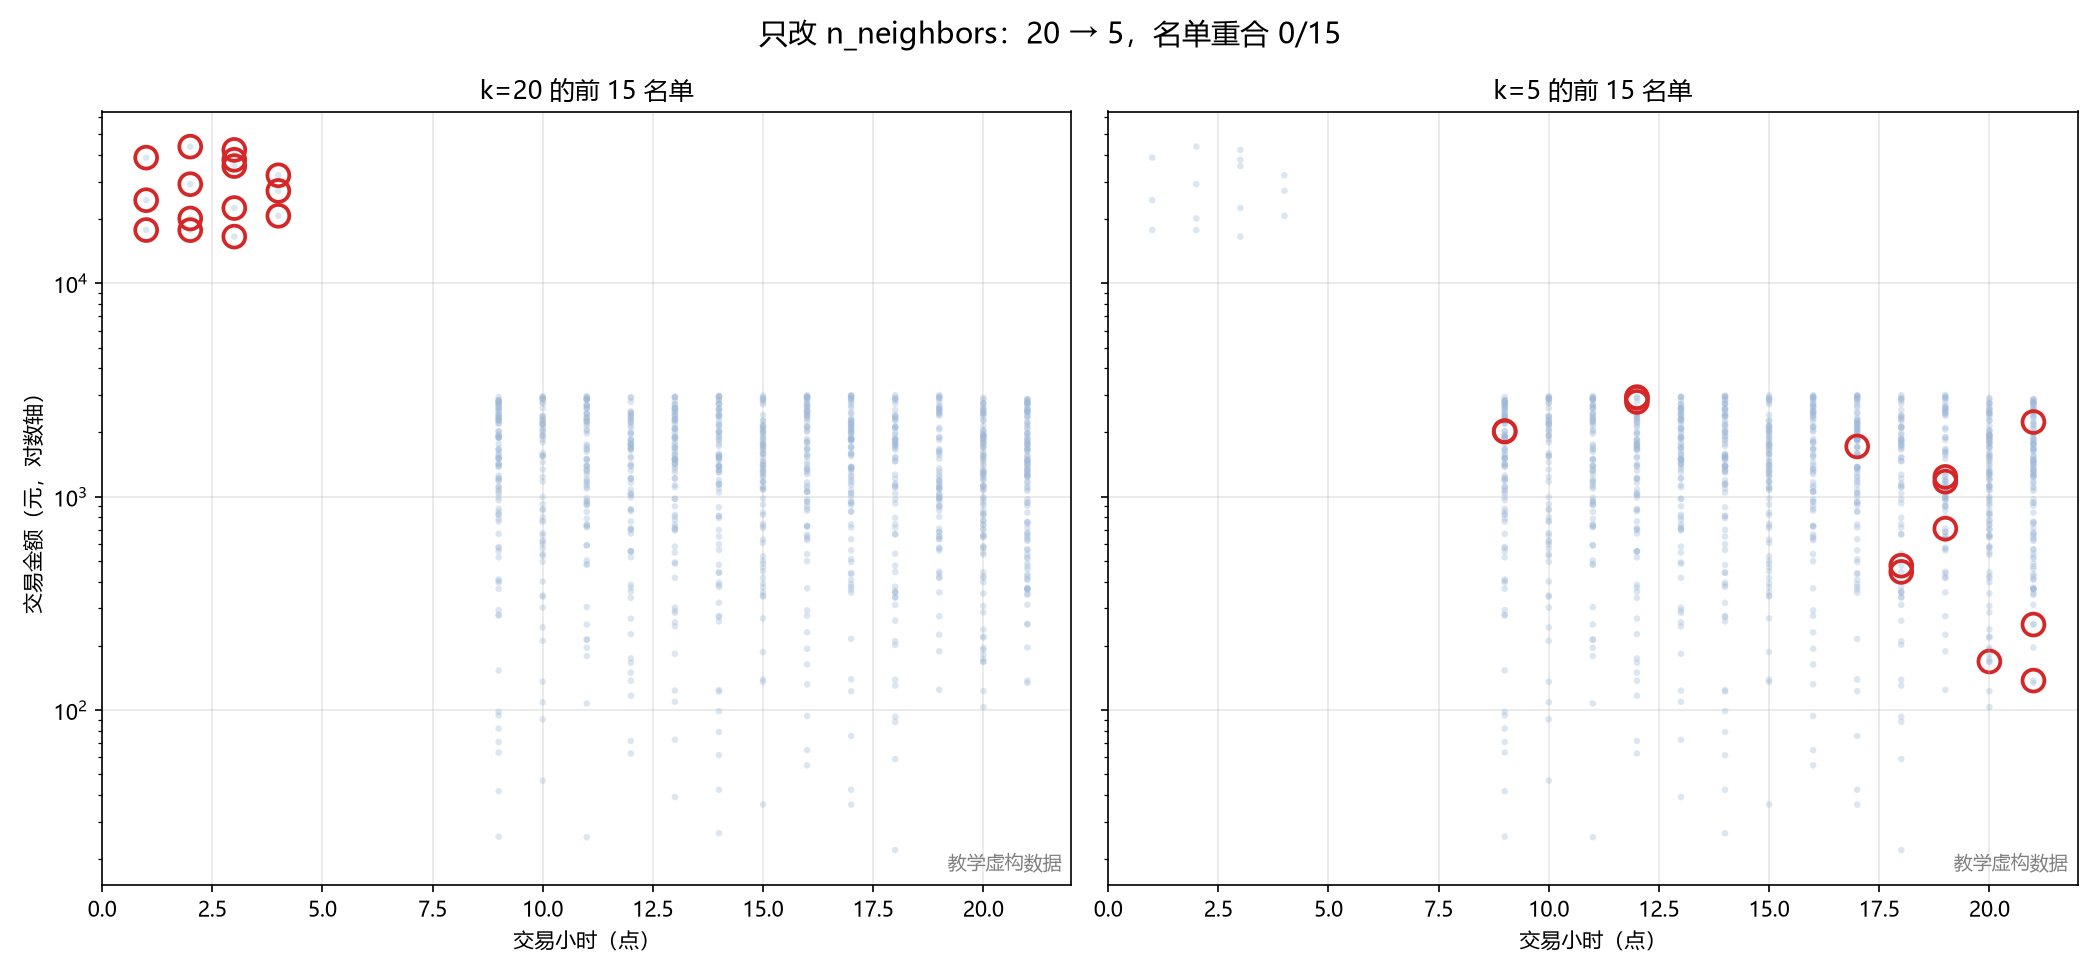 只改 n_neighbors：20 → 5，名单重合 0/15
k=20 的前 15 名单
交易金额（元，对数轴）
10⁴
10³
10²
0.0 2.5 5.0 7.5 10.0 12.5 15.0 17.5 20.0
交易小时（点）
教学虚构数据
k=5 的前 15 名单
0.0 2.5 5.0 7.5 10.0 12.5 15.0 17.5 20.0
交易小时（点）
教学虚构数据